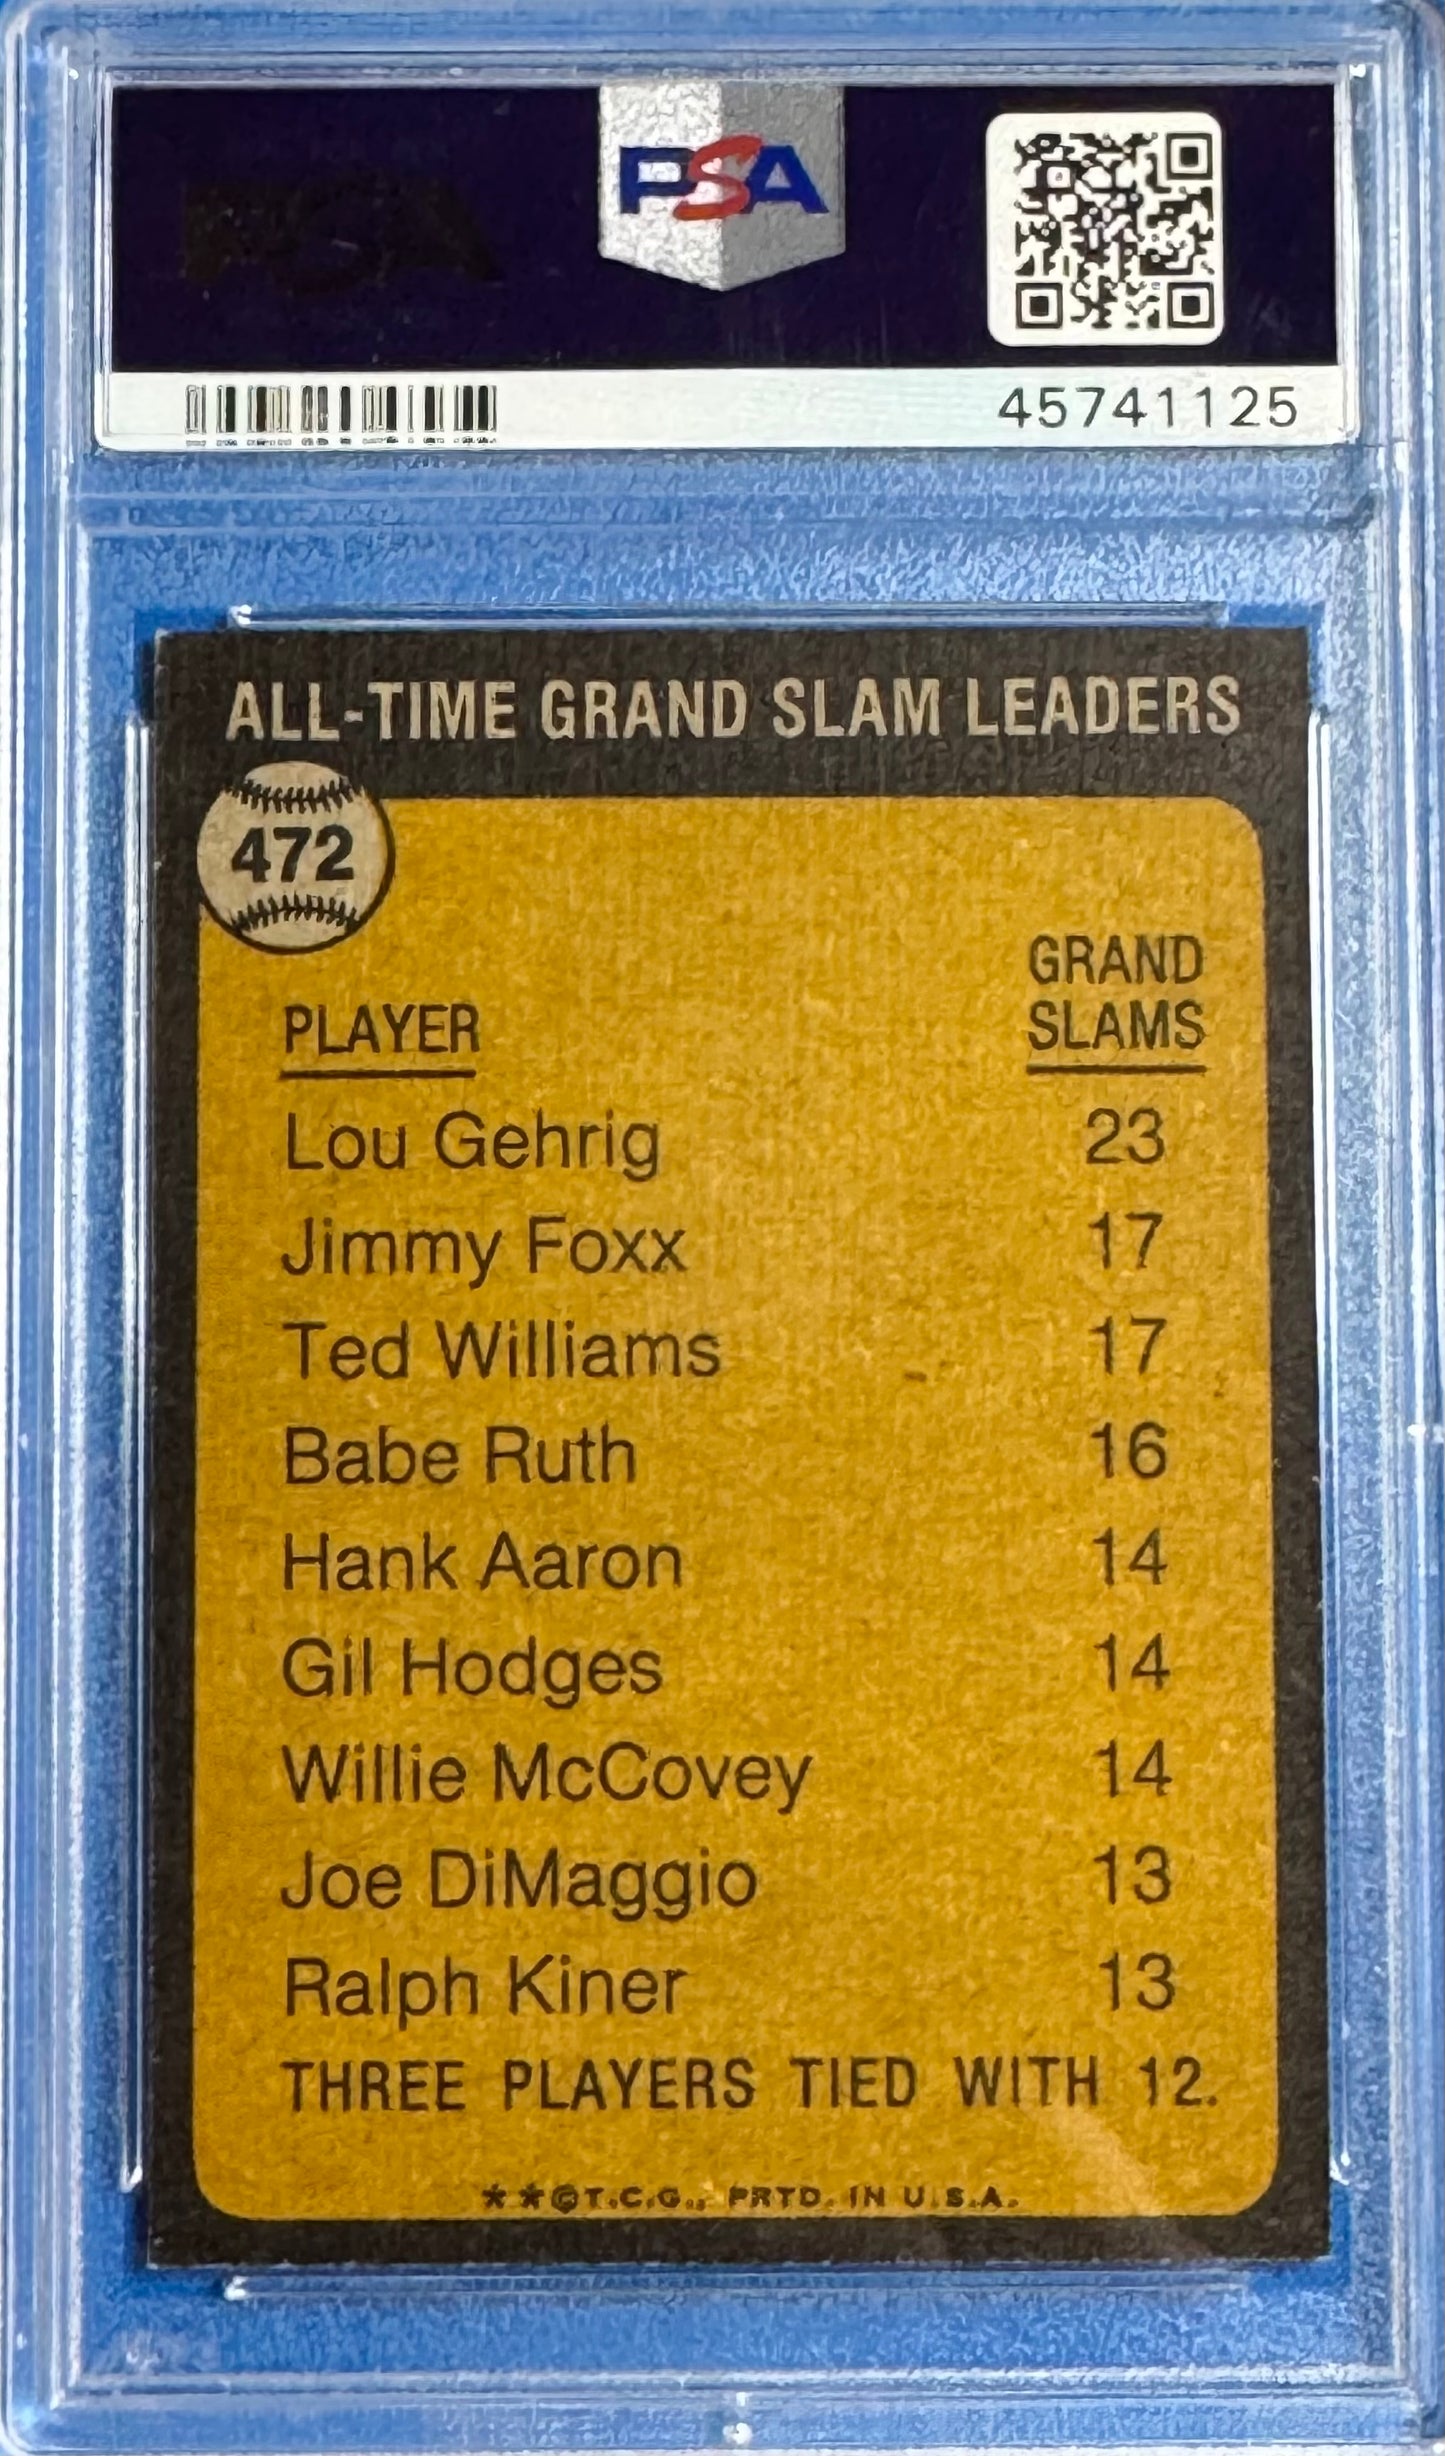 PSA
45741125
ALL-TIME GRAND SLAM LEADERS
472
PLAYER GRAND SLAMS
Lou Gehrig 23
Jimmy Foxx 17
Ted Williams 17
Babe Ruth 16
Hank Aaron 14
Gil Hodges 14
Willie McCovey 14
Joe DiMaggio 13
Ralph Kiner 13
THREE PLAYERS TIED WITH 12.
**©T.C.G., PRTD. IN U.S.A.